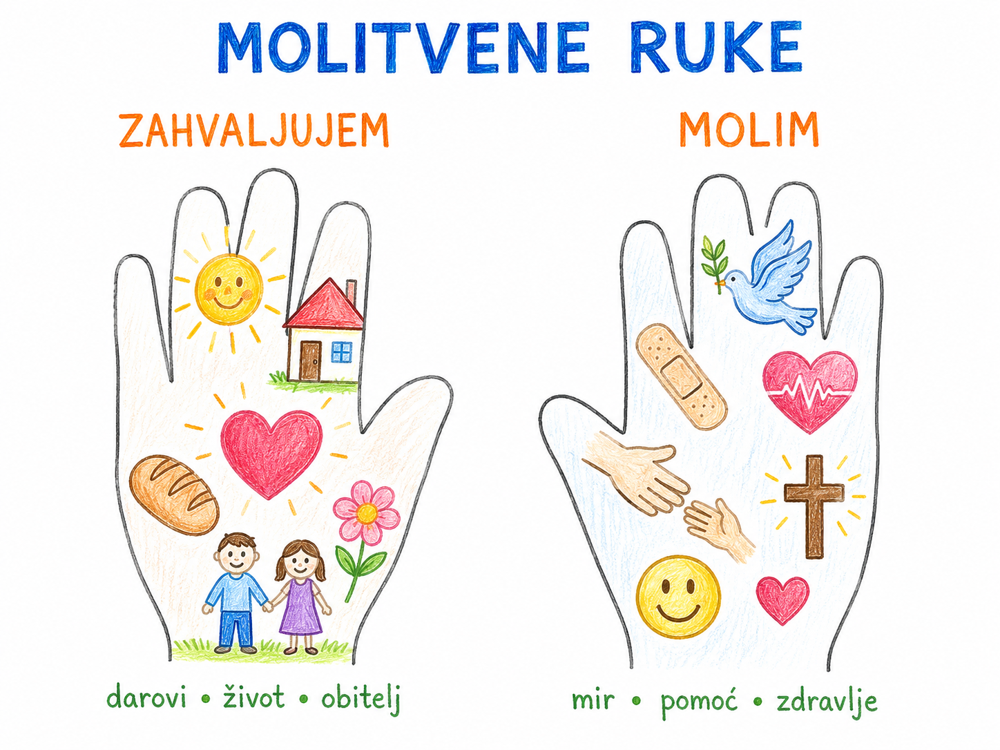 MOLITVENE RUKE
ZAHVALJUJEM
MOLIM
darovi • život • obitelj
mir • pomoć • zdravlje